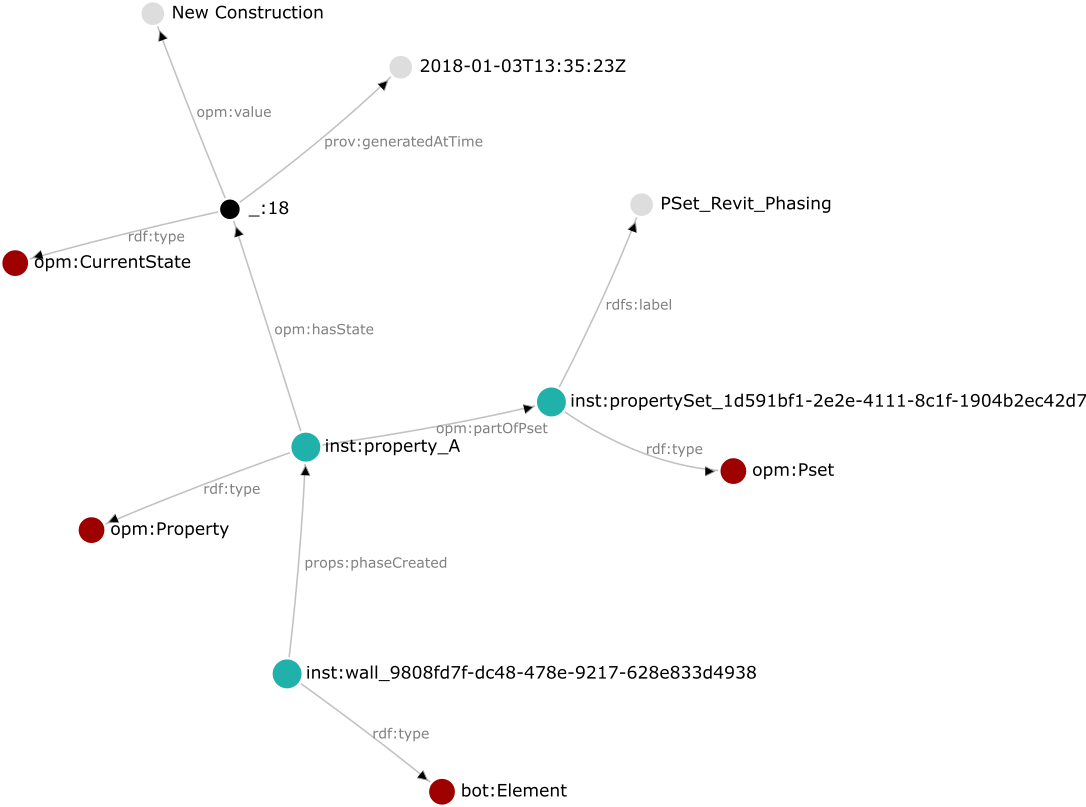 New Construction
2018-01-03T13:35:23Z
opm:value
prov:generatedAtTime
PSet_Revit_Phasing
_:18
rdf:type
opm:CurrentState
rdfs:label
opm:hasState
inst:propertySet_1d591bf1-2e2e-4111-8c1f-1904b2ec42d7
opm:partOfPset
inst:property_A
rdf:type
opm:Pset
rdf:type
opm:Property
props:phaseCreated
inst:wall_9808fd7f-dc48-478e-9217-628e833d4938
rdf:type
bot:Element